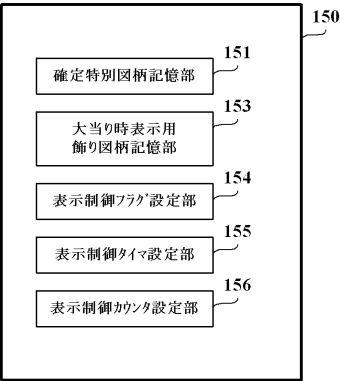 150
151
確定特別図柄記憶部
153
大当り時表示用
飾り図柄記憶部
154
表示制御ﾌﾗｸﾞ設定部
155
表示制御ﾀｲﾏ設定部
156
表示制御ｶｳﾝﾀ設定部